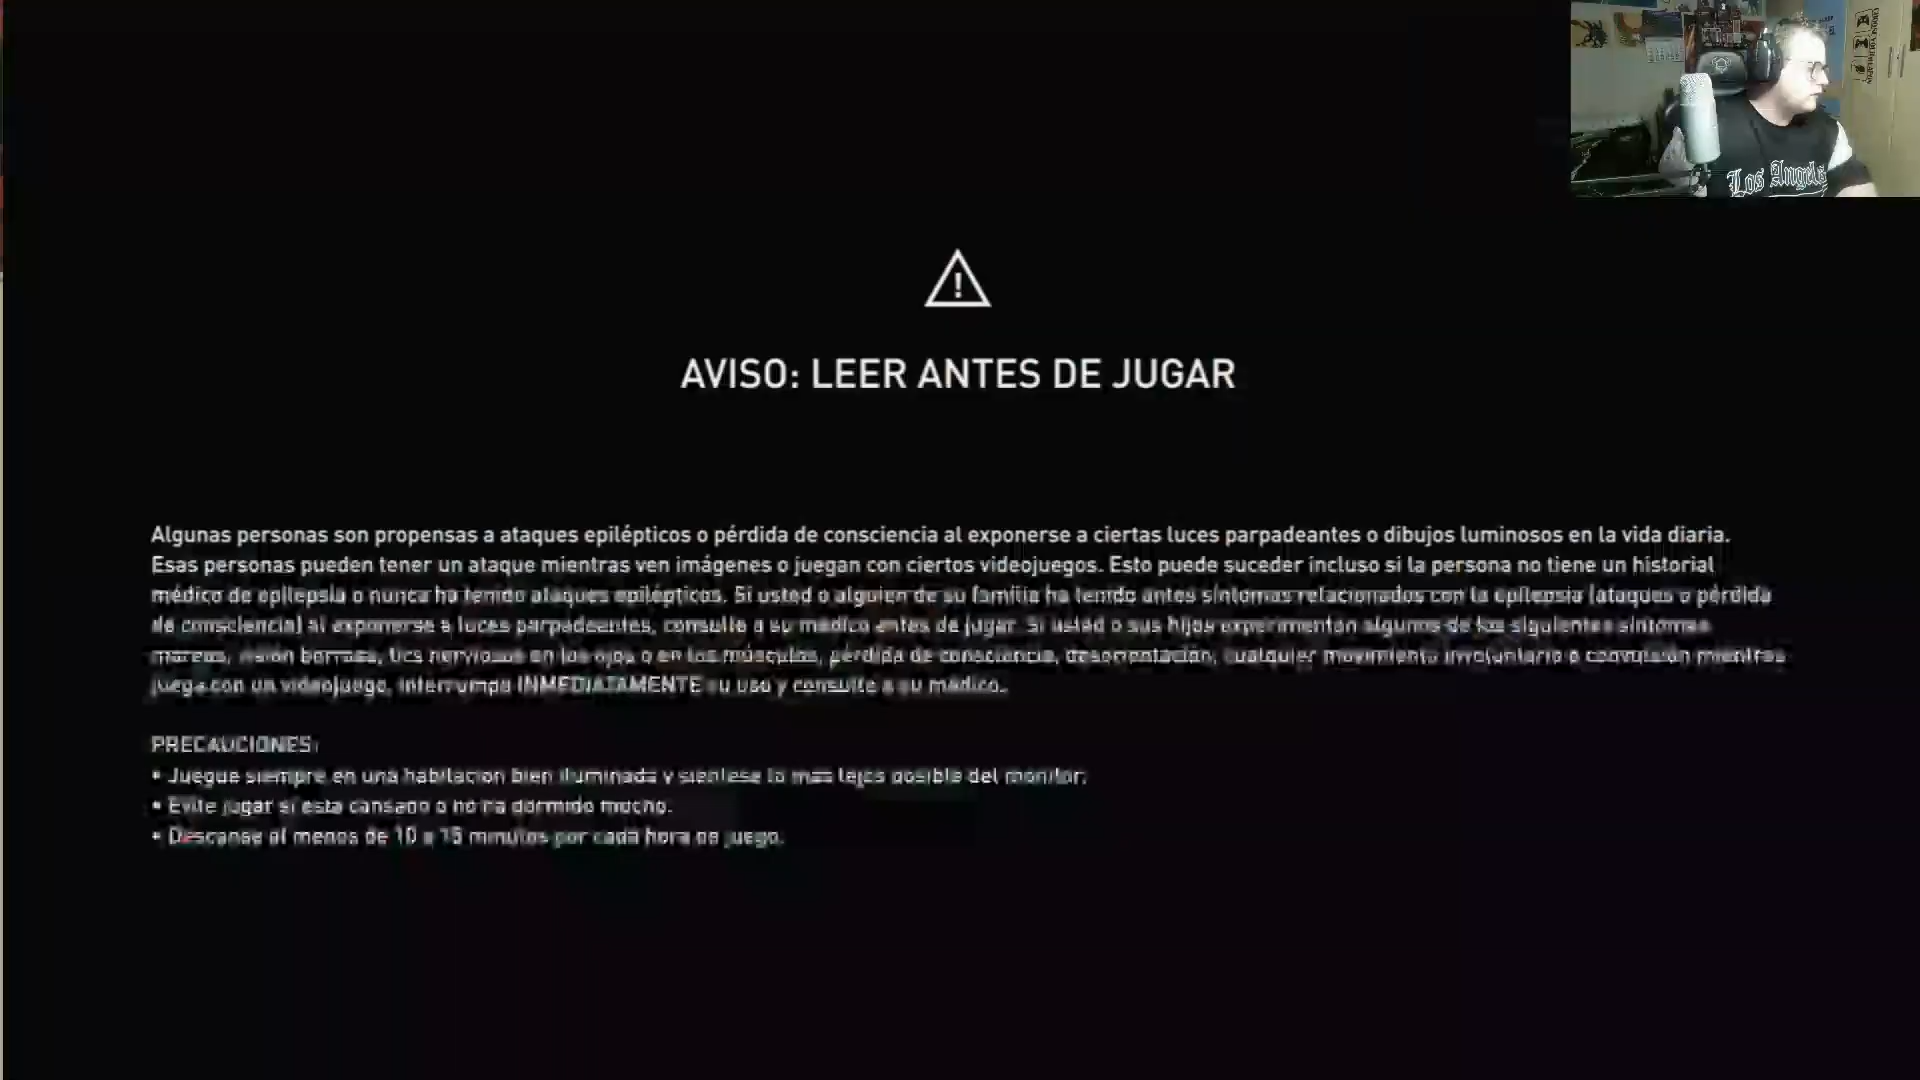 Los Angeles
AVISO: LEER ANTES DE JUGAR
Algunas personas son propensas a ataques epilépticos o pérdida de consciencia al exponerse a ciertas luces parpadeantes o dibujos luminosos en la vida diaria.
Esas personas pueden tener un ataque mientras ven imágenes o juegan con ciertos videojuegos. Esto puede suceder incluso si la persona no tiene un historial
médico de epilepsia o nunca ha tenido ataques epilépticos. Si usted o alguien de su familia ha tenido antes síntomas relacionados con la epilepsia (ataques o pérdida
de consciencia) al exponerse a luces parpadeantes, consulte a su médico antes de jugar. Si usted o sus hijos experimentan algunos de los siguientes síntomas
mareos, visión borrosa, tics nerviosos en los ojos o en los músculos, pérdida de consciencia, desorientación, cualquier movimiento involuntario o convulsión mientras
juega con un videojuego, interrumpa INMEDIATAMENTE su uso y consulte a su médico.
PRECAUCIONES:
• Juegue siempre en una habitación bien iluminada y siéntese lo más lejos posible del monitor.
• Evite jugar si está cansado o no ha dormido mucho.
• Descanse al menos de 10 a 15 minutos por cada hora de juego.